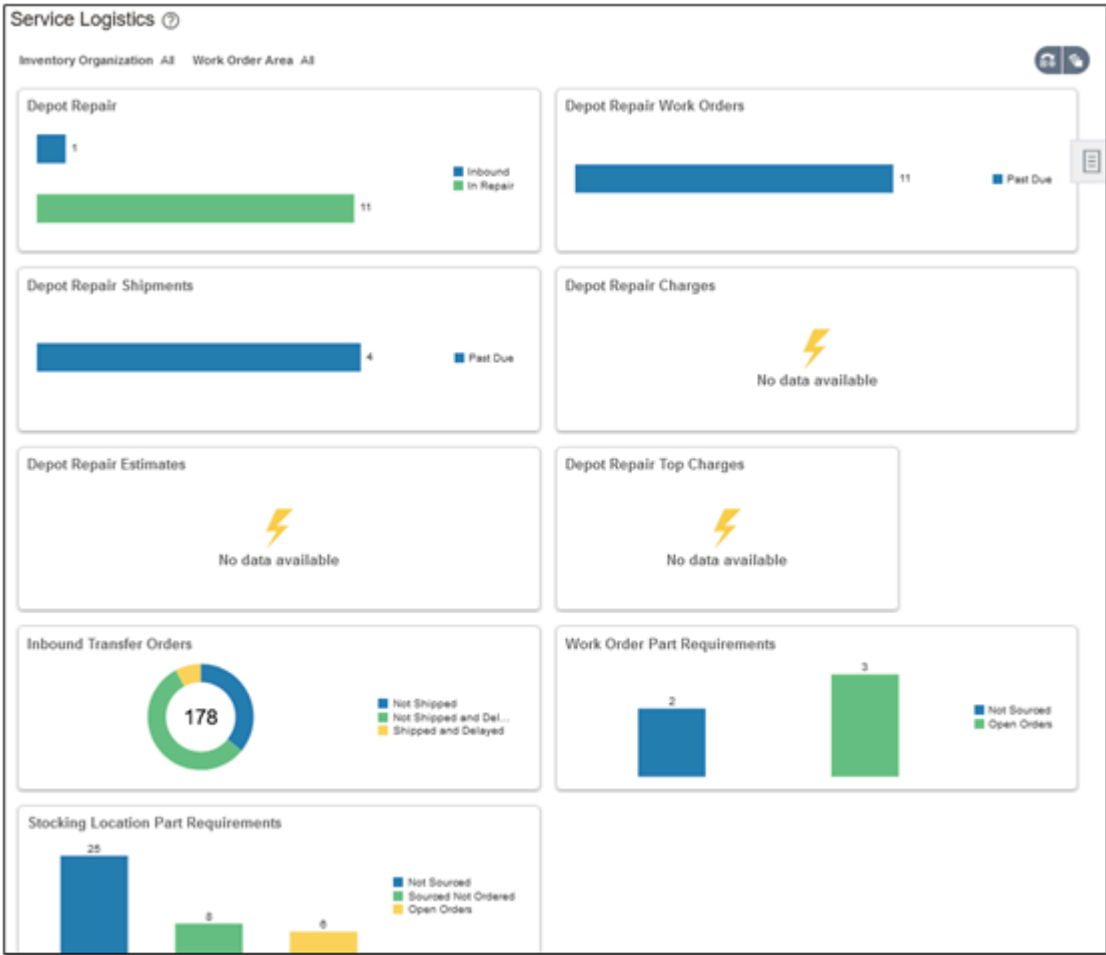 Service Logistics
Inventory Organization All Work Order Area All
Depot Repair
1
11
Inbound
In Repair
Depot Repair Work Orders
11
Past Due
Depot Repair Shipments
4
Past Due
Depot Repair Charges
No data available
Depot Repair Estimates
No data available
Depot Repair Top Charges
No data available
Inbound Transfer Orders
178
Not Shipped
Not Shipped and Del...
Shipped and Delayed
Work Order Part Requirements
2
3
Not Sourced
Open Orders
Stocking Location Part Requirements
25
8
6
Not Sourced
Sourced Not Ordered
Open Orders